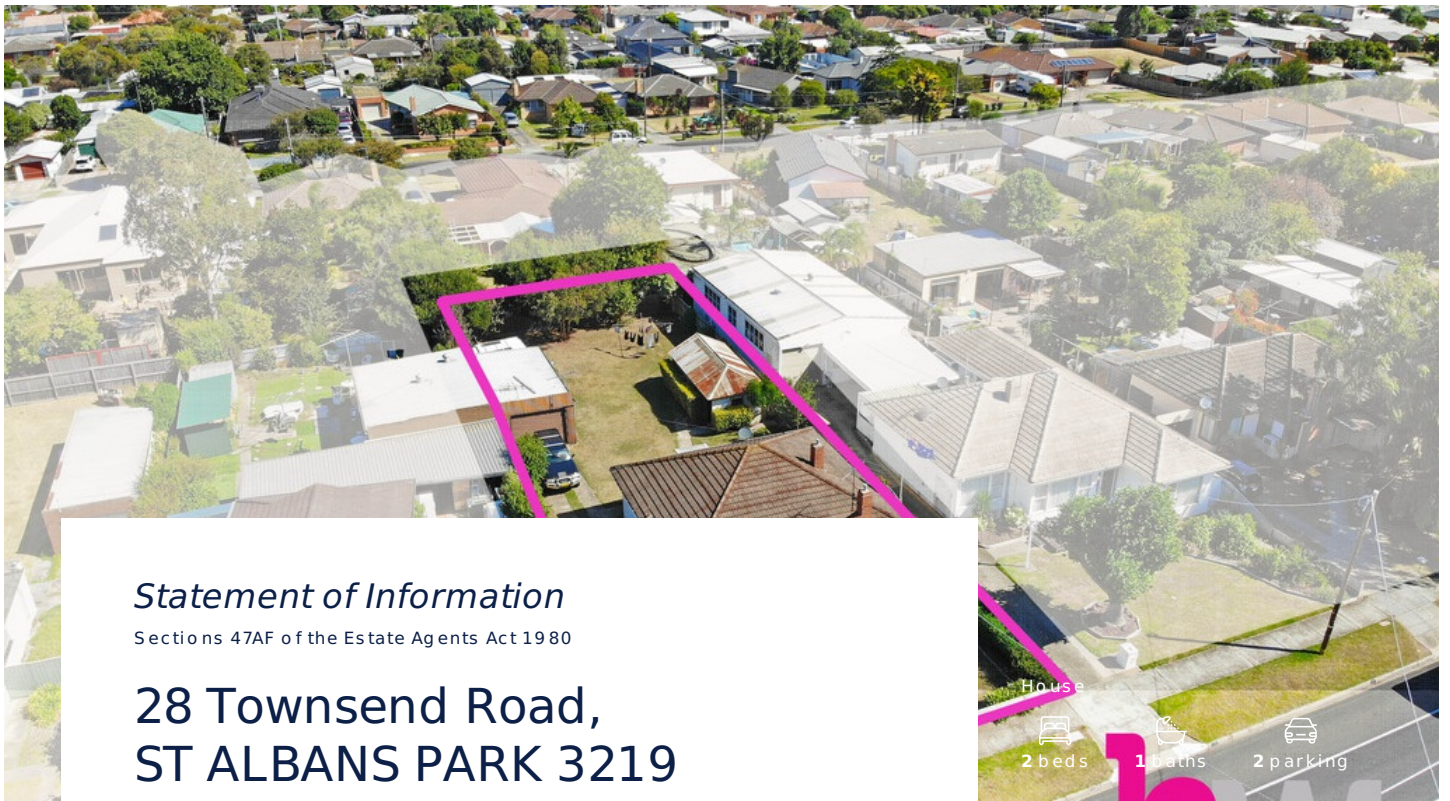 Statement of Information
Sections 47AF of the Estate Agents Act 1980
28 Townsend Road,
ST ALBANS PARK 3219
House
2 beds 1 baths 2 parking